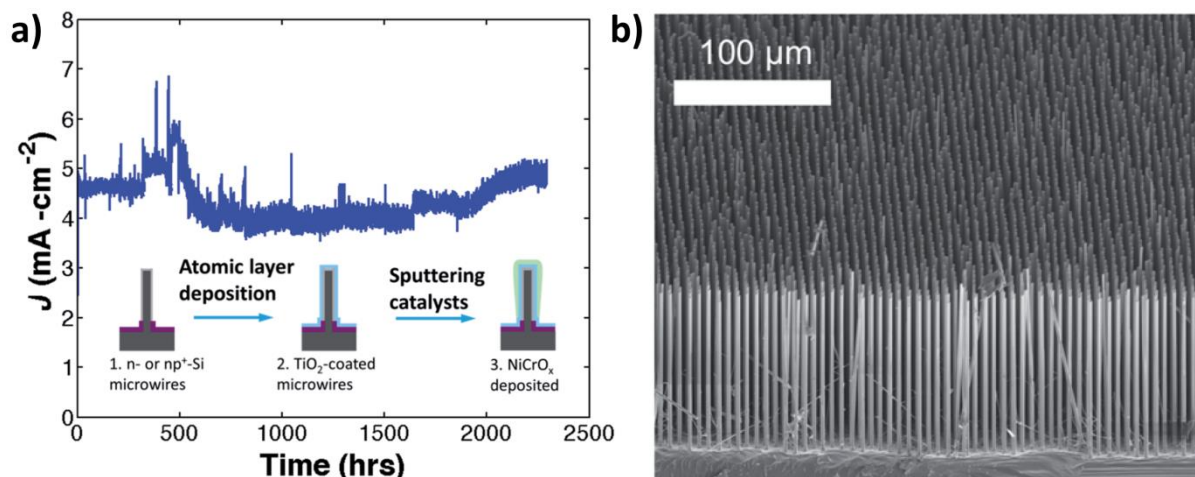 a)
8
7
6
5
4
3
2
1
0
J (mA -cm⁻²)
Atomic layer
deposition
Sputtering
catalysts
1. n- or np⁺-Si
microwires
2. TiO₂-coated
microwires
3. NiCrOₓ
deposited
0 500 1000 1500 2000 2500
Time (hrs)
b)
100 µm